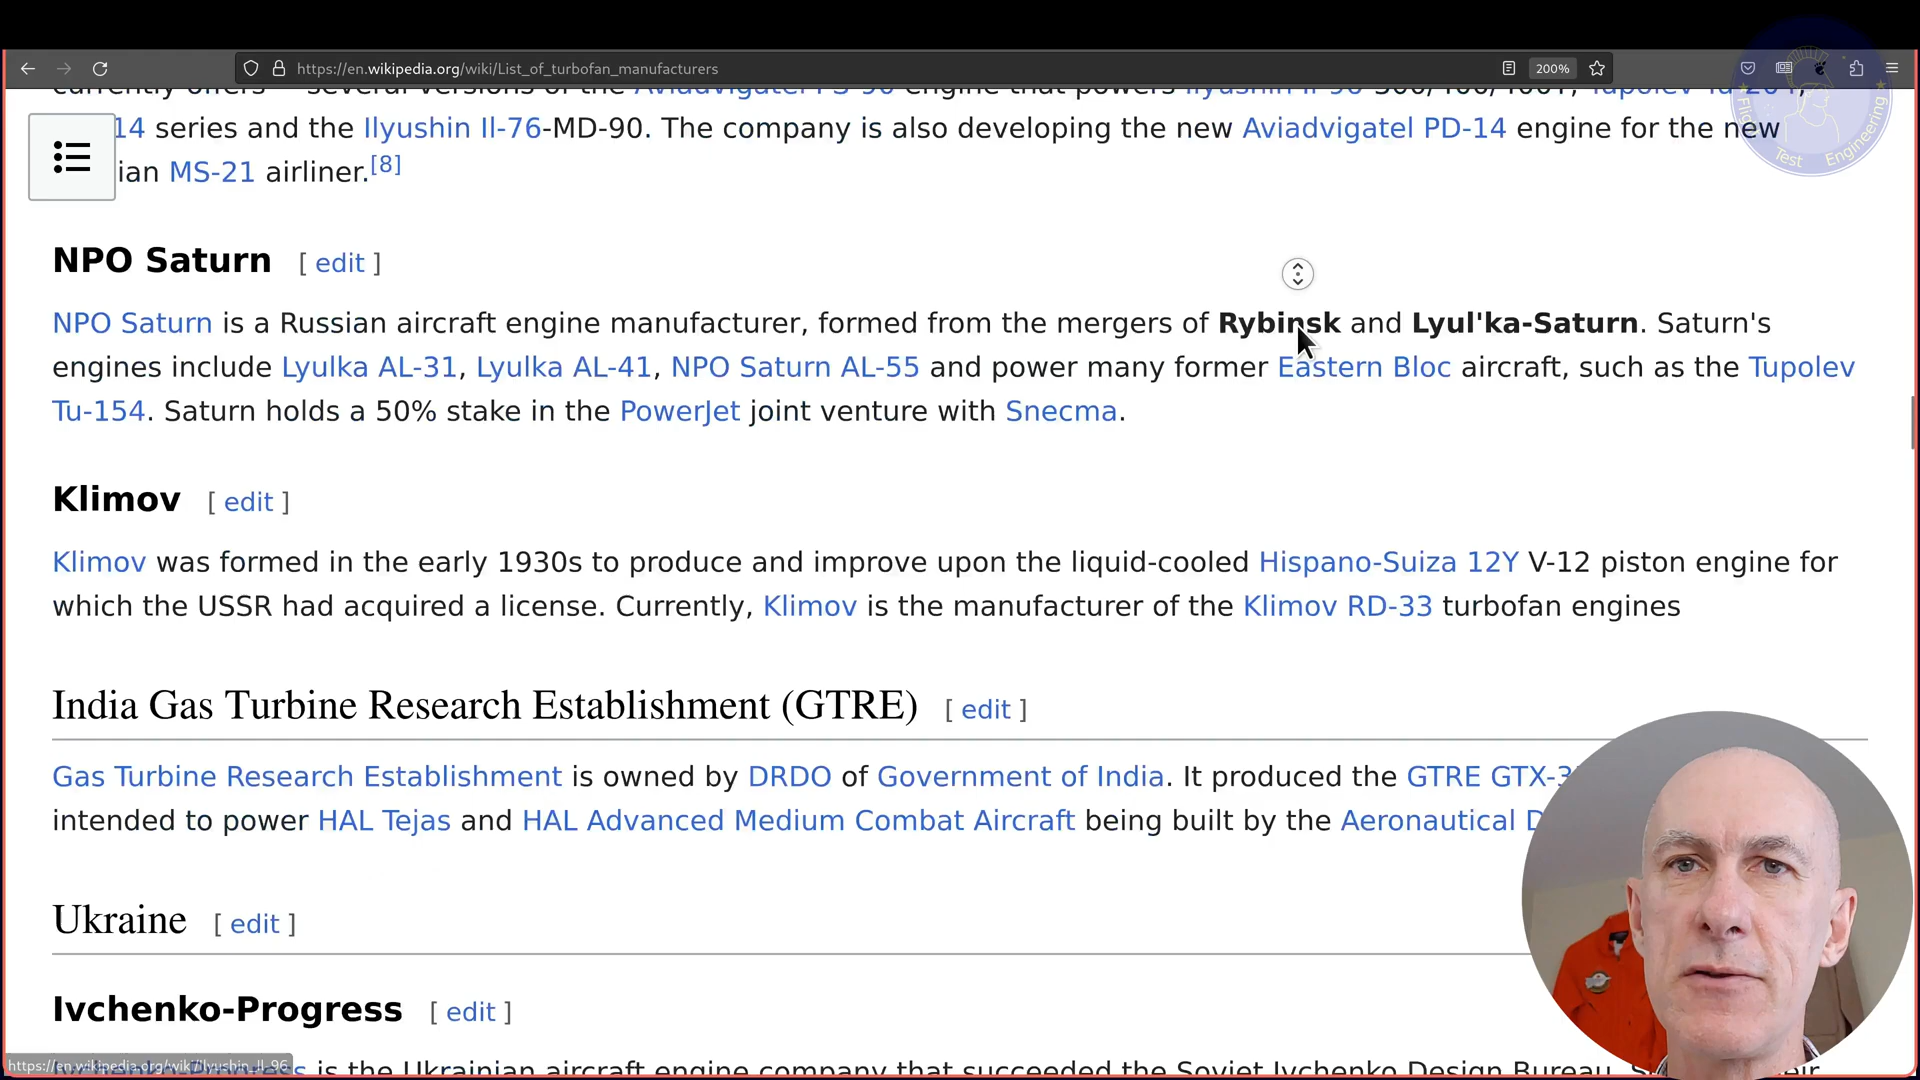 https://en.wikipedia.org/wiki/List_of_turbofan_manufacturers
200%
currently offers several versions of the Aviadvigatel PS-90 engine that powers Ilyushin Il-96
14 series and the Ilyushin Il-76-MD-90. The company is also developing the new Aviadvigatel PD-14 engine for the new
ian MS-21 airliner.[8]
Flight Test Engineering
NPO Saturn [ edit ]
NPO Saturn is a Russian aircraft engine manufacturer, formed from the mergers of Rybinsk and Lyul'ka-Saturn. Saturn's
engines include Lyulka AL-31, Lyulka AL-41, NPO Saturn AL-55 and power many former Eastern Bloc aircraft, such as the Tupolev
Tu-154. Saturn holds a 50% stake in the PowerJet joint venture with Snecma.
Klimov [ edit ]
Klimov was formed in the early 1930s to produce and improve upon the liquid-cooled Hispano-Suiza 12Y V-12 piston engine for
which the USSR had acquired a license. Currently, Klimov is the manufacturer of the Klimov RD-33 turbofan engines
India Gas Turbine Research Establishment (GTRE) [ edit ]
Gas Turbine Research Establishment is owned by DRDO of Government of India. It produced the GTRE GTX-3
intended to power HAL Tejas and HAL Advanced Medium Combat Aircraft being built by the Aeronautical D
Ukraine [ edit ]
Ivchenko-Progress [ edit ]
https://en.wikipedia.org/wiki/Ilyushin_Il-96
is the Ukrainian aircraft engine company that succeeded the Soviet Ivchenko Design Bureau.